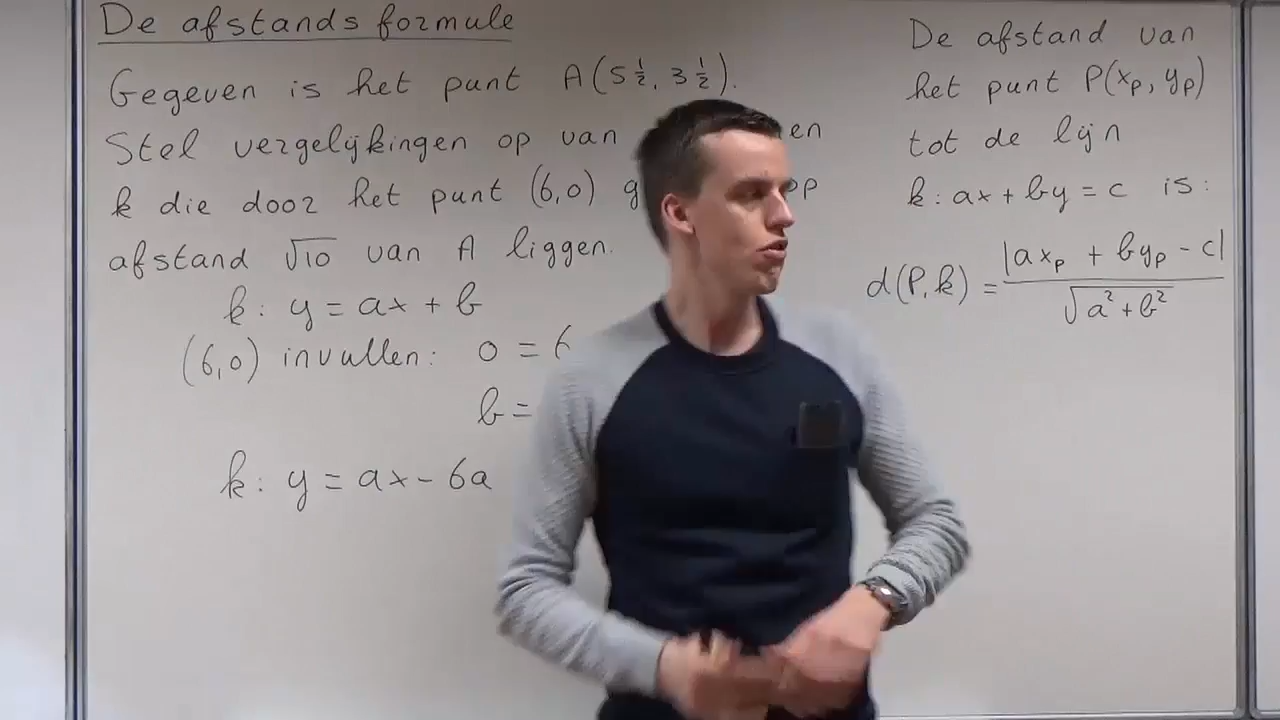 De afstands formule
Gegeven is het punt A(5½, 3½).
Stel vergelijkingen op van en
k die door het punt (6,0) g op
afstand √10 van A liggen.
k: y = ax + b
(6,0) invullen: 0 = 6
b =
k: y = ax - 6a
De afstand van
het punt P(xₚ, yₚ)
tot de lijn
k: ax + by = c is:
d(P,k) = |axₚ + byₚ - c| / √a² + b²